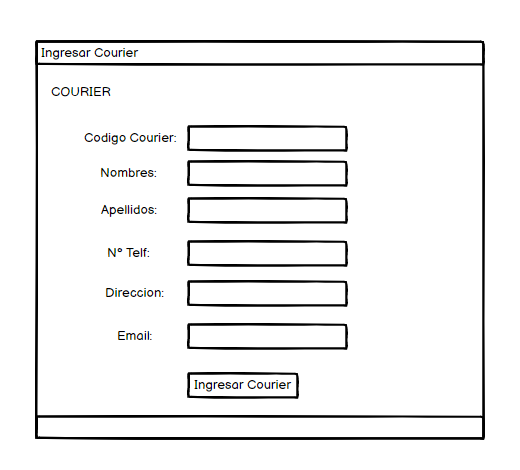 Ingresar Courier
COURIER
Codigo Courier:
Nombres:
Apellidos:
N° Telf:
Direccion:
Email:
Ingresar Courier